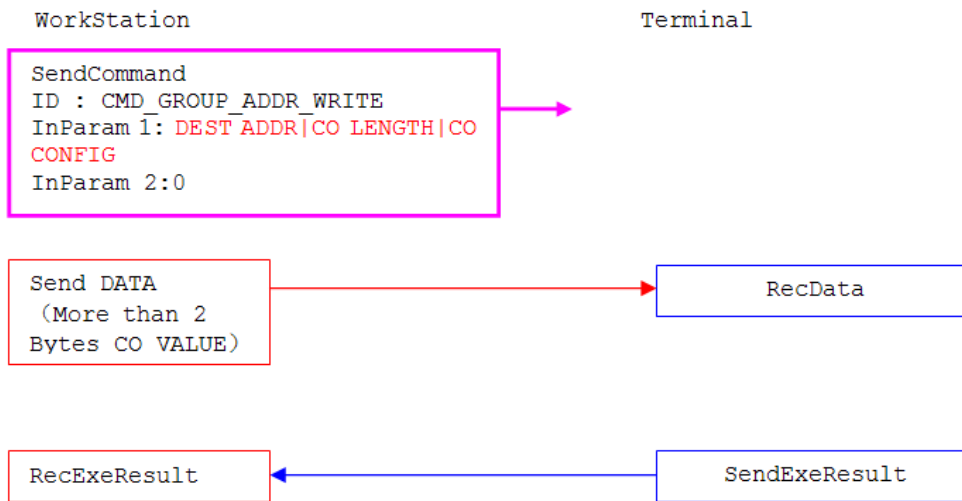 WorkStation
Terminal
SendCommand
ID : CMD_GROUP_ADDR_WRITE
InParam 1: DEST ADDR|CO LENGTH|CO
CONFIG
InParam 2:0
Send DATA
（More than 2
Bytes CO VALUE）
RecData
RecExeResult
SendExeResult